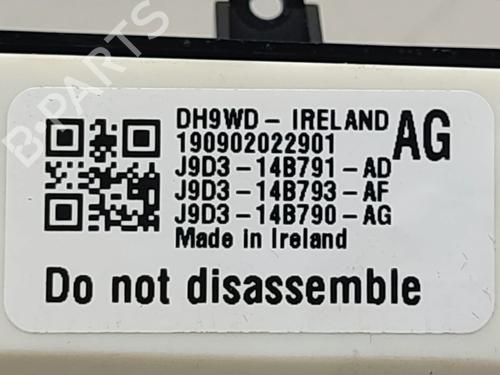 DH9WD - IRELAND AG
190902022901
J9D3-14B791-AD
J9D3-14B793-AF
J9D3-14B790-AG
Made in Ireland
Do not disassemble
B-PARTS